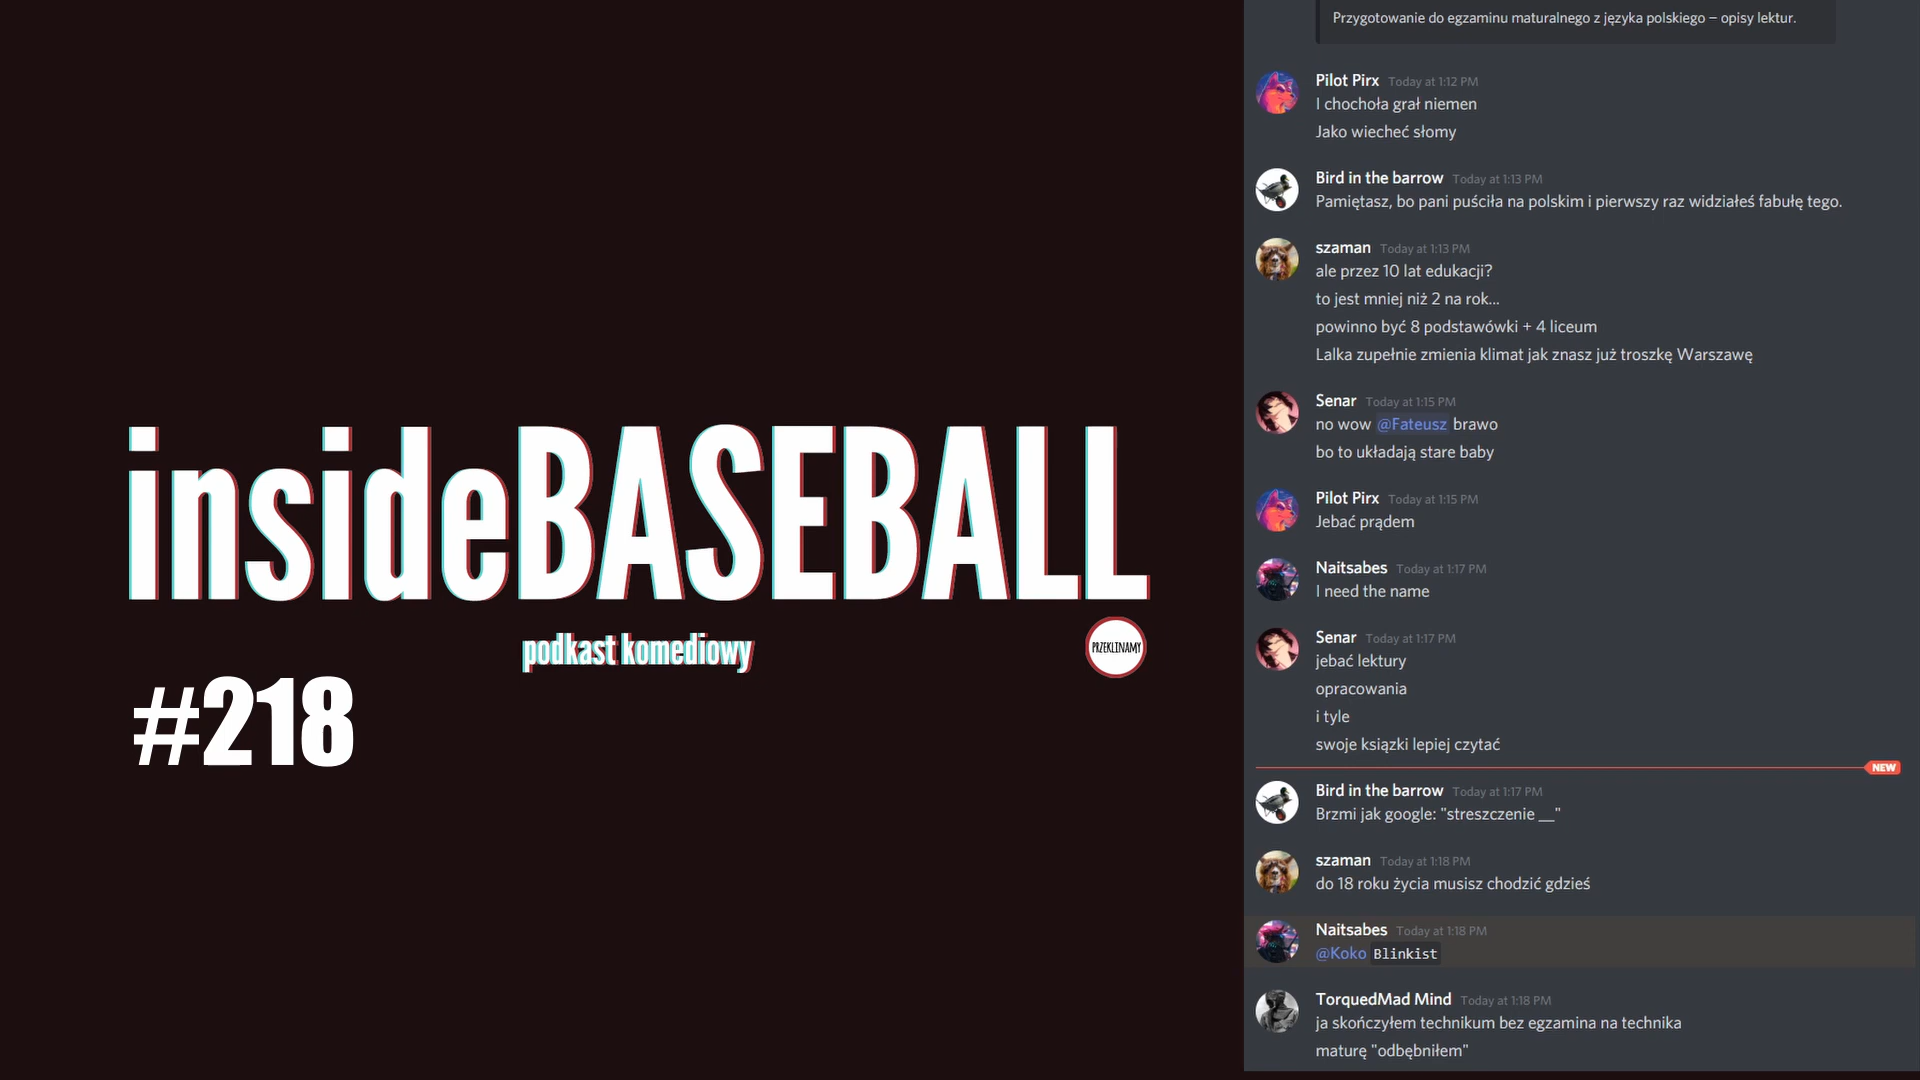 insideBASEBALL
podkast komediowy
PRZEKLINAMY
#218
Przygotowanie do egzaminu maturalnego z języka polskiego – opisy lektur.
Pilot Pirx Today at 1:12 PM
I chochoła grał niemen
Jako wiecheć słomy
Bird in the barrow Today at 1:13 PM
Pamiętasz, bo pani puściła na polskim i pierwszy raz widziałeś fabułę tego.
szaman Today at 1:13 PM
ale przez 10 lat edukacji?
to jest mniej niż 2 na rok...
powinno być 8 podstawówki + 4 liceum
Lalka zupełnie zmienia klimat jak znasz już troszkę Warszawę
Senar Today at 1:15 PM
no wow @Fateusz brawo
bo to układają stare baby
Pilot Pirx Today at 1:15 PM
Jebać prądem
Naitsabes Today at 1:17 PM
I need the name
Senar Today at 1:17 PM
jebać lektury
opracowania
i tyle
swoje ksiązki lepiej czytać
NEW
Bird in the barrow Today at 1:17 PM
Brzmi jak google: "streszczenie __"
szaman Today at 1:18 PM
do 18 roku życia musisz chodzić gdzieś
Naitsabes Today at 1:18 PM
@Koko Blinkist
TorquedMad Mind Today at 1:18 PM
ja skończyłem technikum bez egzamina na technika
maturę "odbębniłem"